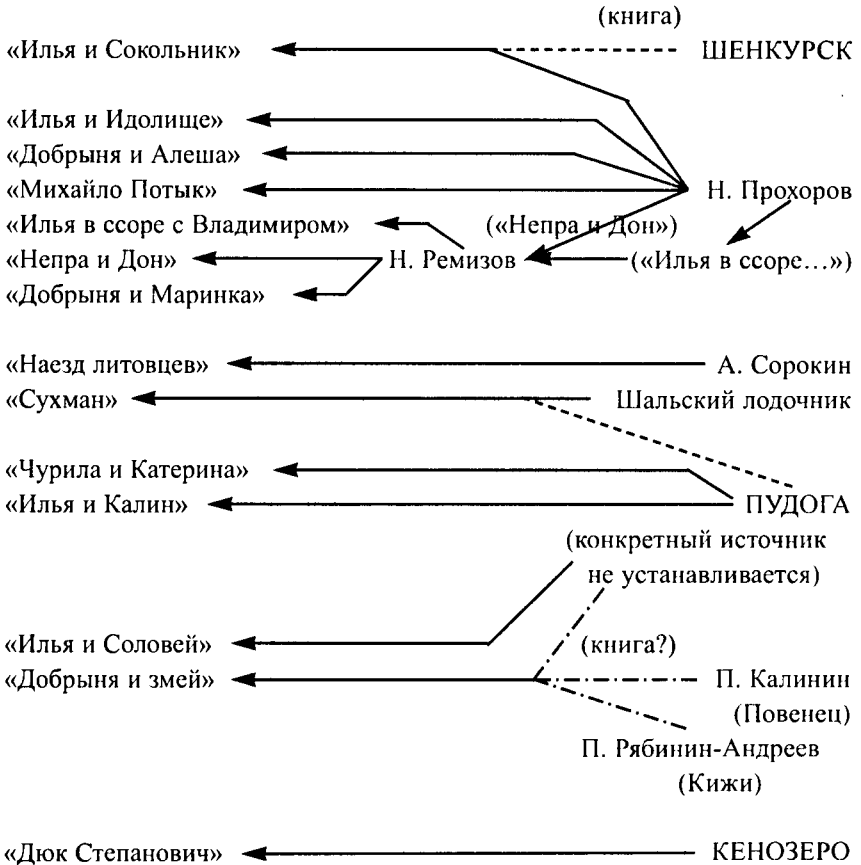 (книга)
«Илья и Сокольник» ШЕНКУРСК
«Илья и Идолище»
«Добрыня и Алеша»
«Михайло Потык» Н. Прохоров
«Илья в ссоре с Владимиром» («Непра и Дон»)
«Непра и Дон» Н. Ремизов («Илья в ссоре...»)
«Добрыня и Маринка»
«Наезд литовцев» А. Сорокин
«Сухман» Шальский лодочник
«Чурила и Катерина»
«Илья и Калин» ПУДОГА
(конкретный источник
не устанавливается)
«Илья и Соловей» (книга?)
«Добрыня и змей» П. Калинин
(Повенец)
П. Рябинин-Андреев
(Кижи)
«Дюк Степанович» КЕНОЗЕРО